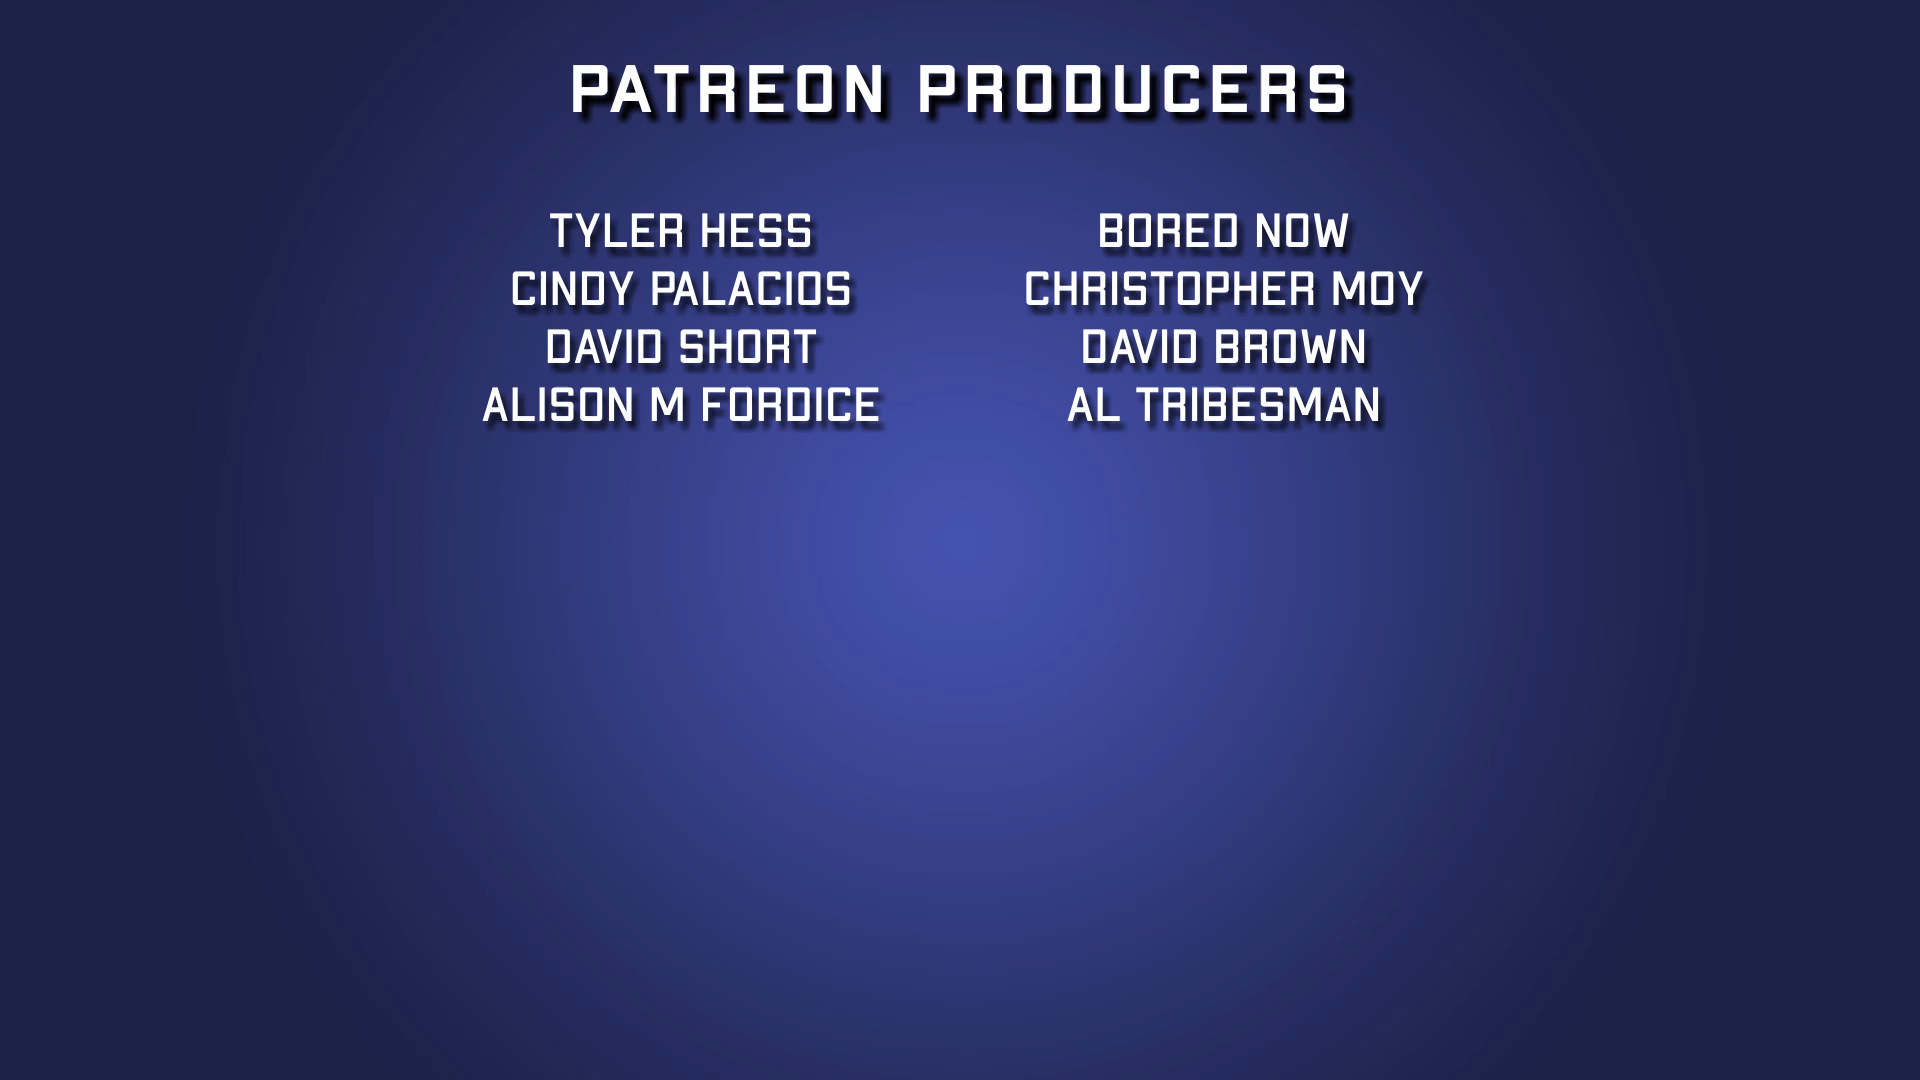 PATREON PRODUCERS
TYLER HESS
CINDY PALACIOS
DAVID SHORT
ALISON M FORDICE
BORED NOW
CHRISTOPHER MOY
DAVID BROWN
AL TRIBESMAN